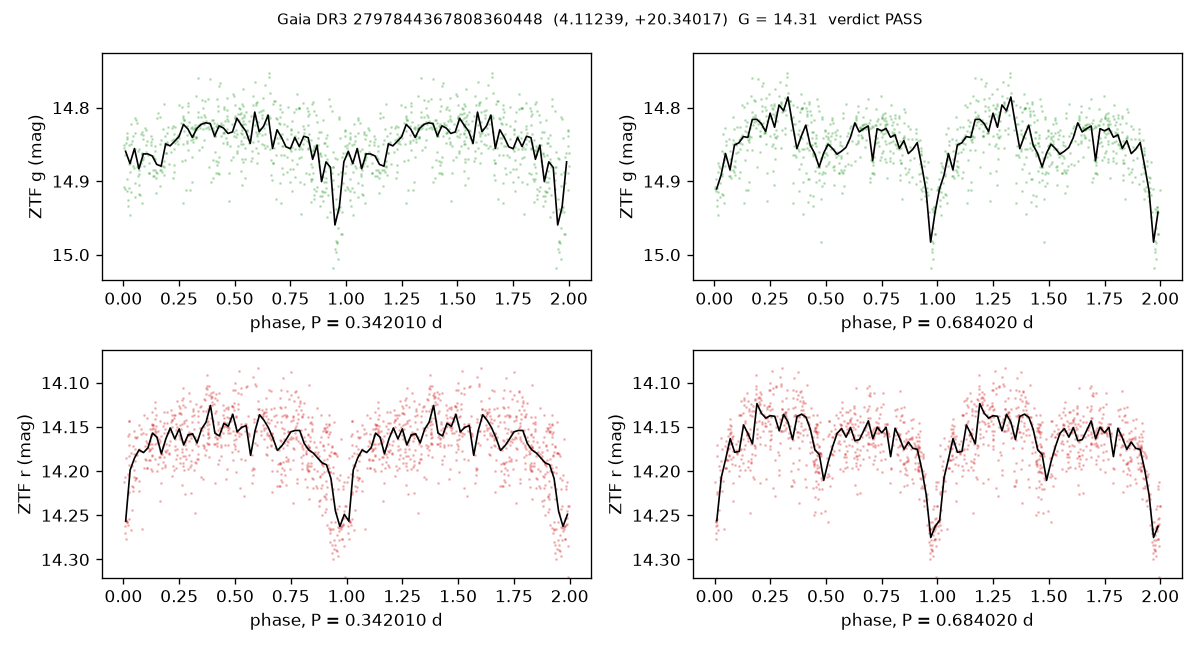 Gaia DR3 2797844367808360448  (4.11239, +20.34017)  G = 14.31  verdict PASS
ZTF g (mag)
14.8
14.9
15.0
0.00 0.25 0.50 0.75 1.00 1.25 1.50 1.75 2.00
phase, P = 0.342010 d
ZTF g (mag)
14.8
14.9
15.0
0.00 0.25 0.50 0.75 1.00 1.25 1.50 1.75 2.00
phase, P = 0.684020 d
ZTF r (mag)
14.10
14.15
14.20
14.25
14.30
0.00 0.25 0.50 0.75 1.00 1.25 1.50 1.75 2.00
phase, P = 0.342010 d
ZTF r (mag)
14.10
14.15
14.20
14.25
14.30
0.00 0.25 0.50 0.75 1.00 1.25 1.50 1.75 2.00
phase, P = 0.684020 d